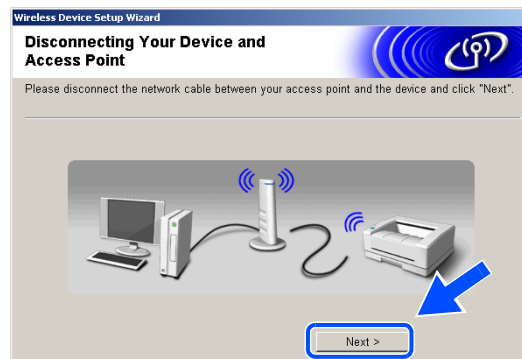 Wireless Device Setup Wizard
Disconnecting Your Device and
Access Point
Please disconnect the network cable between your access point and the device and click "Next".
Next >